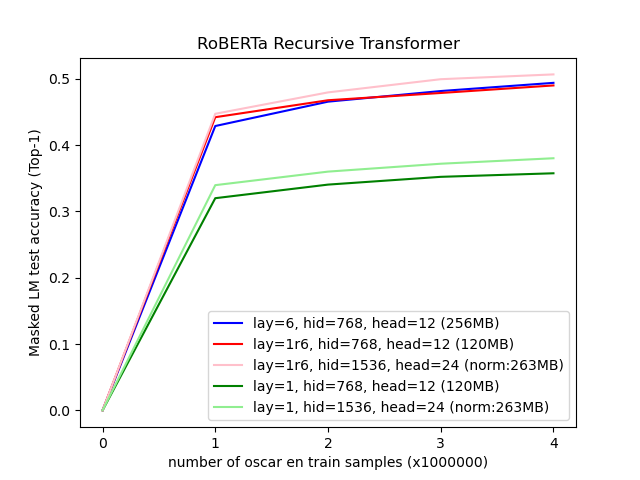 RoBERTa Recursive Transformer
Masked LM test accuracy (Top-1)
0.5
0.4
0.3
0.2
0.1
0.0
lay=6, hid=768, head=12 (256MB)
lay=1r6, hid=768, head=12 (120MB)
lay=1r6, hid=1536, head=24 (norm:263MB)
lay=1, hid=768, head=12 (120MB)
lay=1, hid=1536, head=24 (norm:263MB)
0 1 2 3 4
number of oscar en train samples (x1000000)